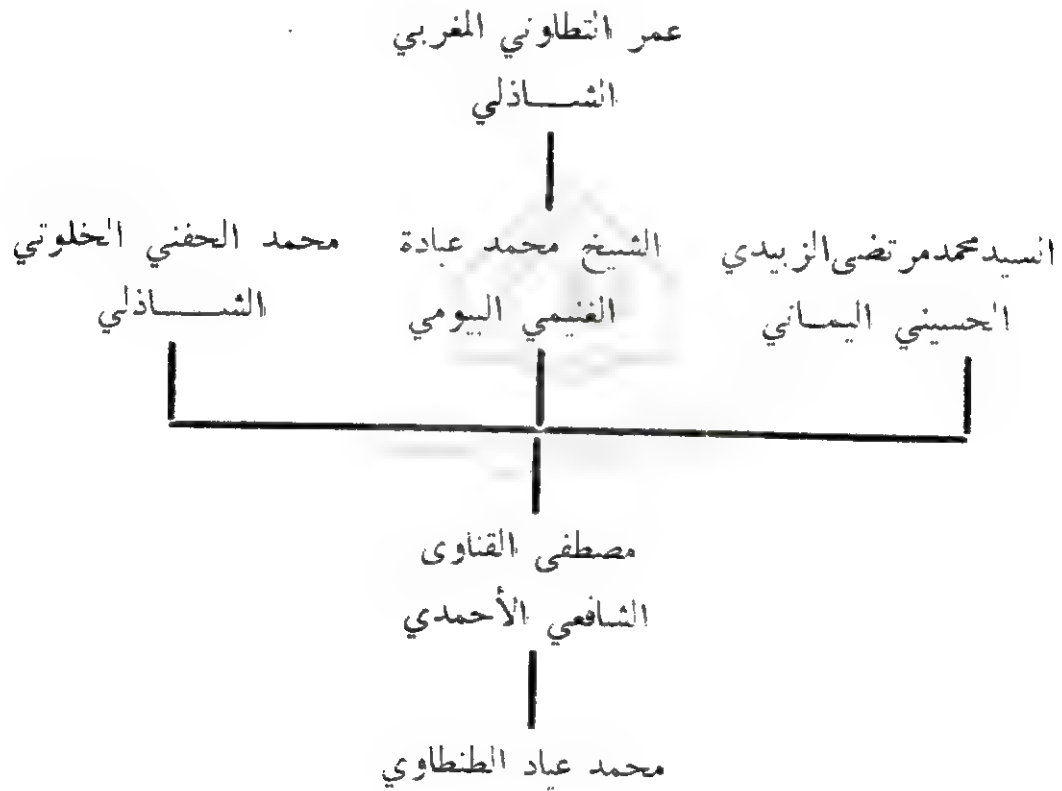 عمر التطاوني المغربي
الشاذلي
السيد محمد مرتضى الزبيدي
الحسيني اليماني
الشيخ محمد عبادة
الغنيمي البيومي
محمد الحفني الخلوتي
الشاذلي
مصطفى القناوى
الشافعي الأحمدي
محمد عياد الطنطاوي